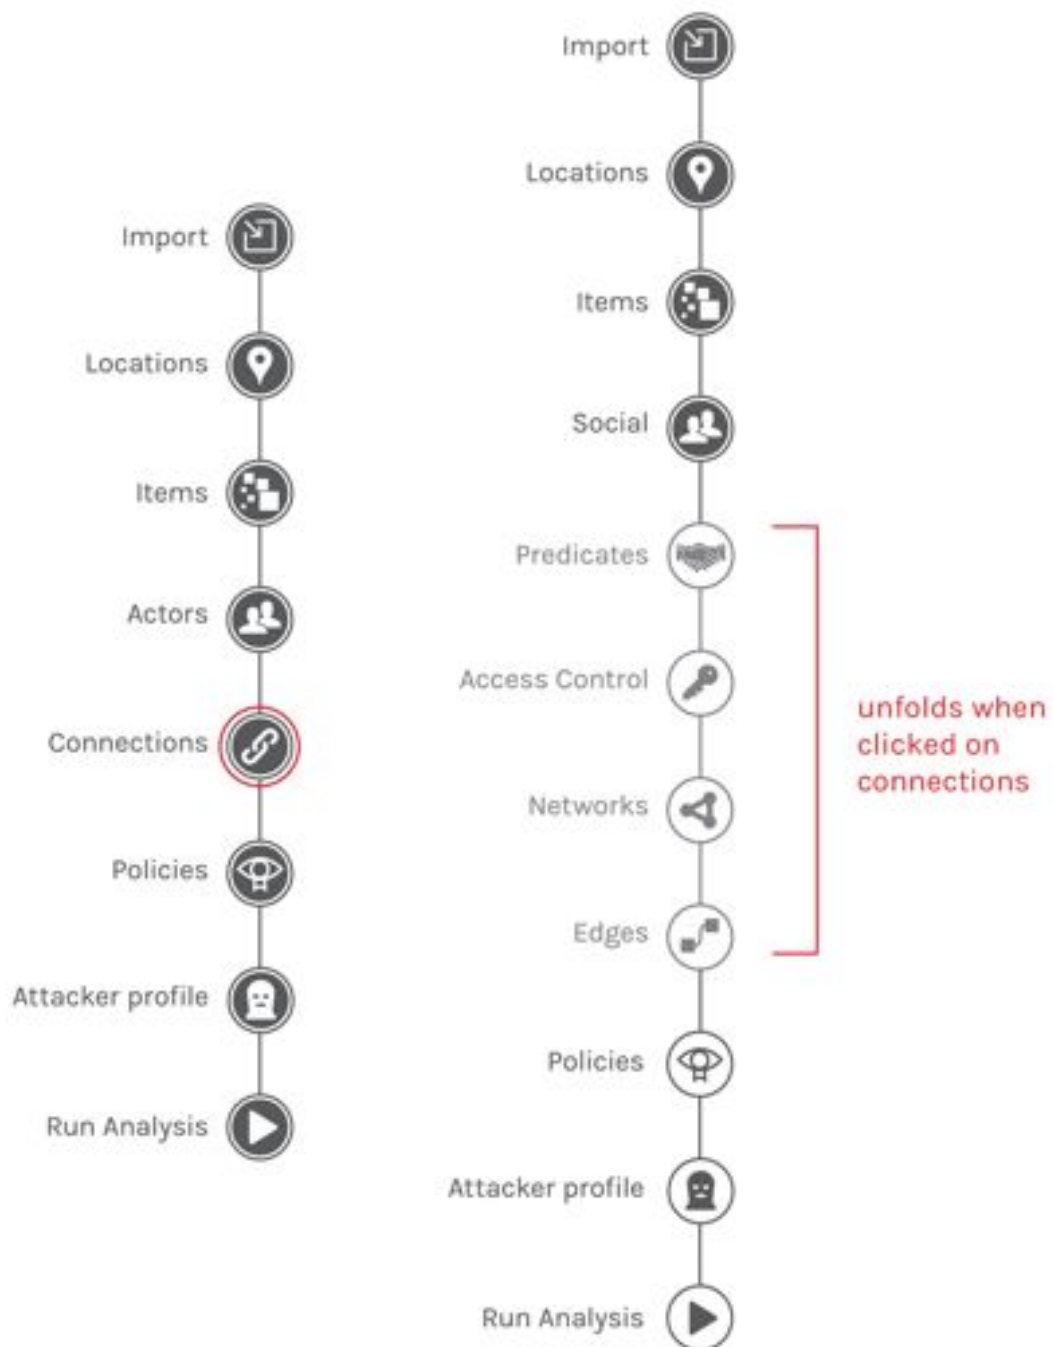 Import
Locations
Items
Actors
Connections
Policies
Attacker profile
Run Analysis
Import
Locations
Items
Social
Predicates
Access Control
Networks
Edges
Policies
Attacker profile
Run Analysis
unfolds when
clicked on
connections